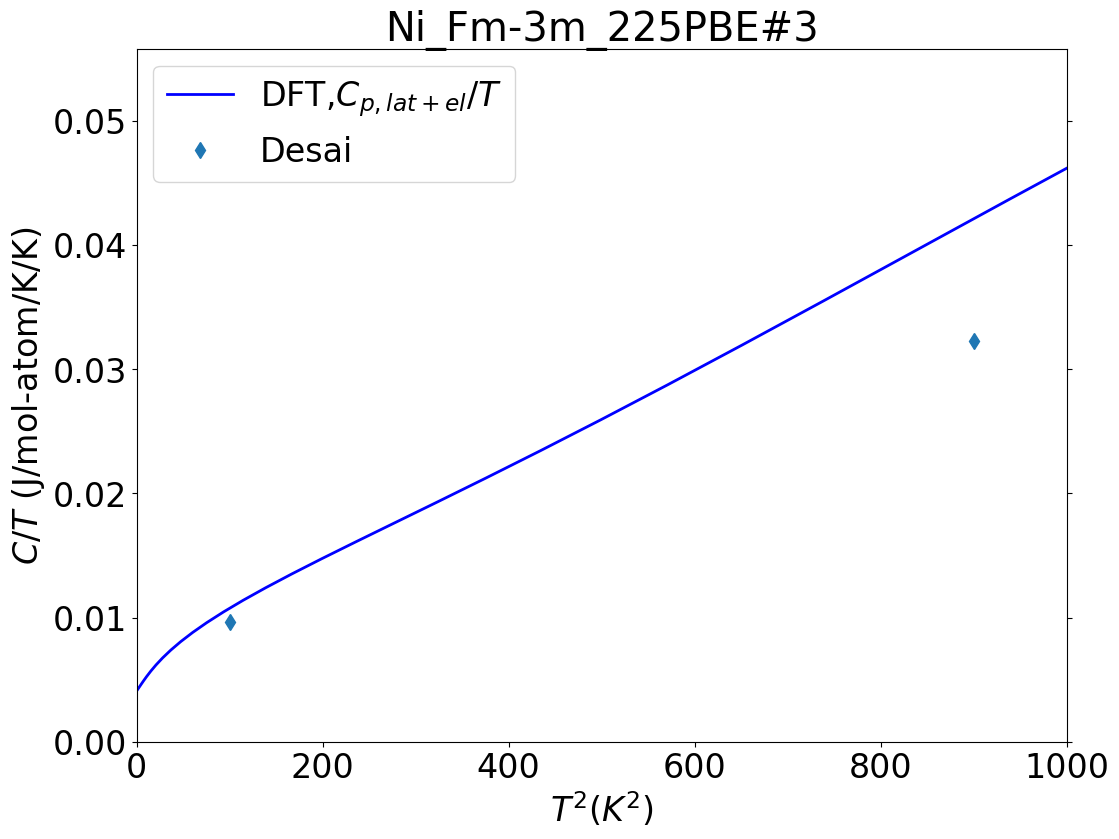 Ni_Fm-3m_225PBE#3
DFT,C_{p, lat+el}/T
Desai
C/T (J/mol-atom/K/K)
0.05
0.04
0.03
0.02
0.01
0.00
0 200 400 600 800 1000
T^2(K^2)